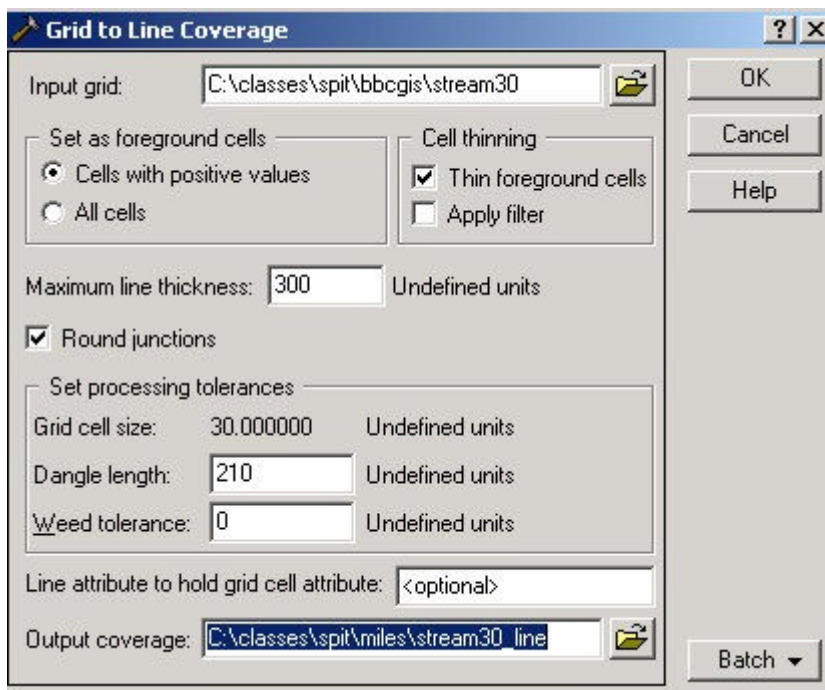 Grid to Line Coverage
Input grid: C:\classes\spit\bbcgis\stream30
OK
Set as foreground cells
Cell thinning
Cancel
Cells with positive values
Thin foreground cells
Help
All cells
Apply filter
Maximum line thickness: 300 Undefined units
Round junctions
Set processing tolerances
Grid cell size: 30.000000 Undefined units
Dangle length: 210 Undefined units
Weed tolerance: 0 Undefined units
Line attribute to hold grid cell attribute: <optional>
Output coverage: C:\classes\spit\miles\stream30_line
Batch